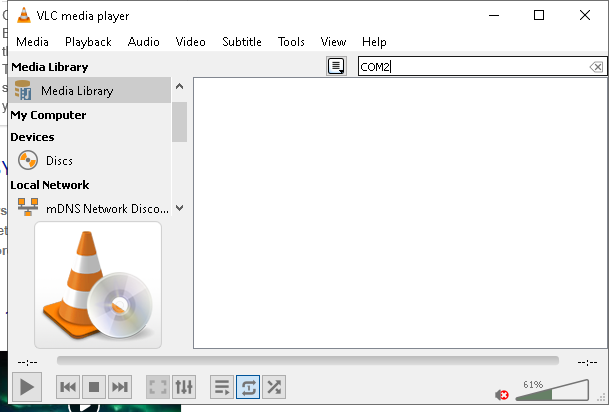 VLC media player
Media Playback Audio Video Subtitle Tools View Help
Media Library
COM2
Media Library
My Computer
Devices
Discs
Local Network
mDNS Network Disco...
--:--
--:--
61%